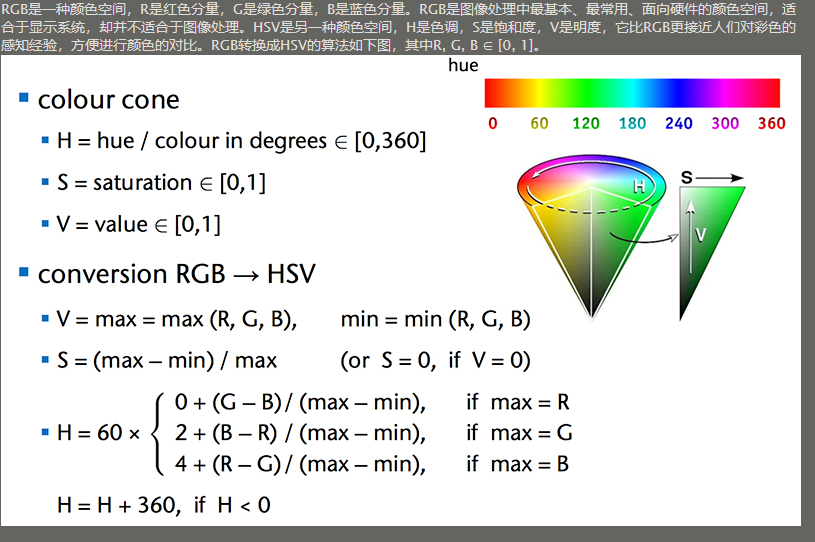 RGB是一种颜色空间，R是红色分量，G是绿色分量，B是蓝色分量。RGB是图像处理中最基本、最常用、面向硬件的颜色空间，适
合于显示系统，却并不适合于图像处理。HSV是另一种颜色空间，H是色调，S是饱和度，V是明度，它比RGB更接近人们对彩色的
感知经验，方便进行颜色的对比。RGB转换成HSV的算法如下图，其中R, G, B ∈ [0, 1]。
hue
0 60 120 180 240 300 360
colour cone
H = hue / colour in degrees ∈ [0,360]
S = saturation ∈ [0,1]
V = value ∈ [0,1]
H
S
V
conversion RGB → HSV
V = max = max (R, G, B), min = min (R, G, B)
S = (max – min) / max (or S = 0, if V = 0)
H = 60 ×
0 + (G – B) / (max – min), if max = R
2 + (B – R) / (max – min), if max = G
4 + (R – G) / (max – min), if max = B
H = H + 360, if H < 0